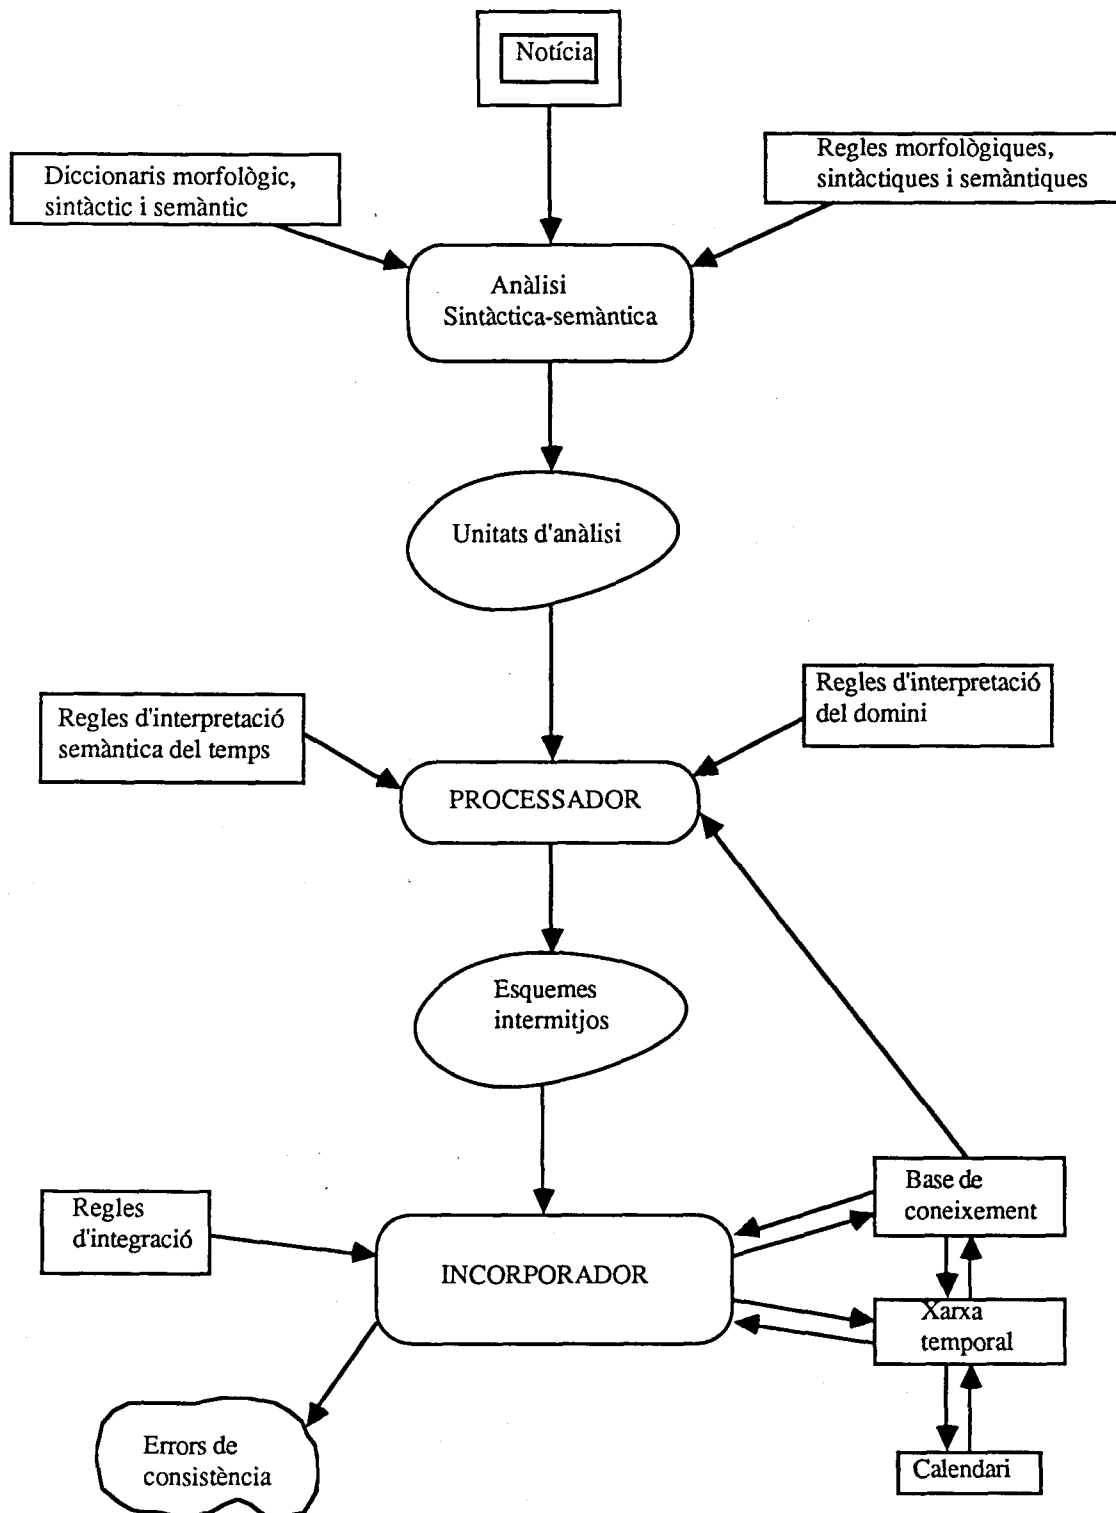 Notícia
Diccionaris morfològic,
sintàctic i semàntic
Regles morfològiques,
sintàctiques i semàntiques
Anàlisi
Sintàctica-semàntica
Unitats d'anàlisi
Regles d'interpretació
semàntica del temps
Regles d'interpretació
del domini
PROCESSADOR
Esquemes
intermitjos
Regles
d'integració
INCORPORADOR
Base de
coneixement
Xarxa
temporal
Errors de
consistència
Calendari